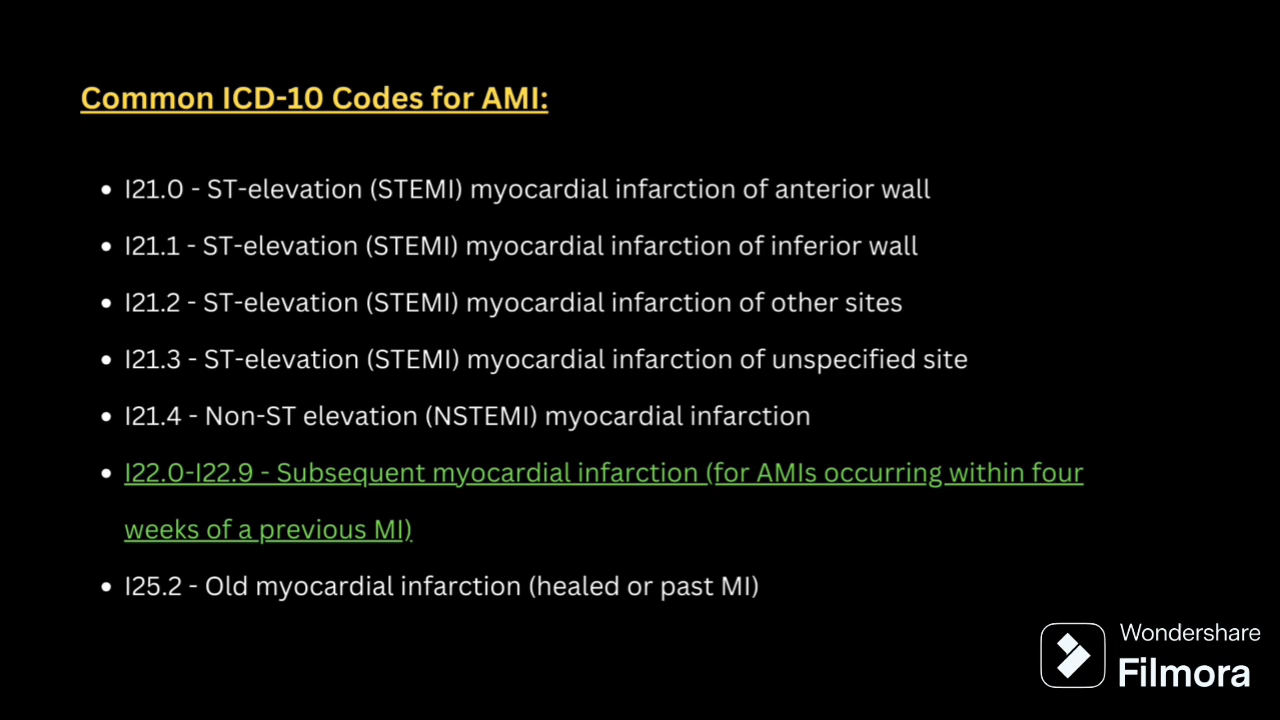 Common ICD-10 Codes for AMI:
• I21.0 - ST-elevation (STEMI) myocardial infarction of anterior wall
• I21.1 - ST-elevation (STEMI) myocardial infarction of inferior wall
• I21.2 - ST-elevation (STEMI) myocardial infarction of other sites
• I21.3 - ST-elevation (STEMI) myocardial infarction of unspecified site
• I21.4 - Non-ST elevation (NSTEMI) myocardial infarction
• I22.0-I22.9 - Subsequent myocardial infarction (for AMIs occurring within four
weeks of a previous MI)
• I25.2 - Old myocardial infarction (healed or past MI)
Wondershare
Filmora